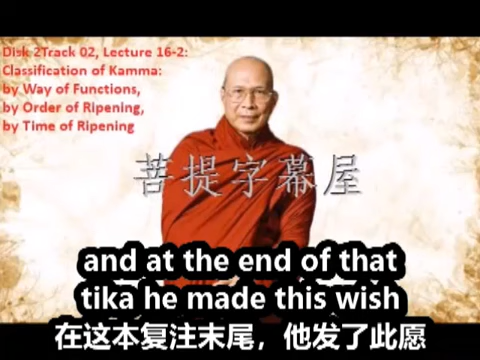 Disk 2Track 02, Lecture 16-2:
Classification of Kamma:
by Way of Functions,
by Order of Ripening,
by Time of Ripening
菩提字幕屋
and at the end of that
tika he made this wish
在这本复注末尾，他发了此愿